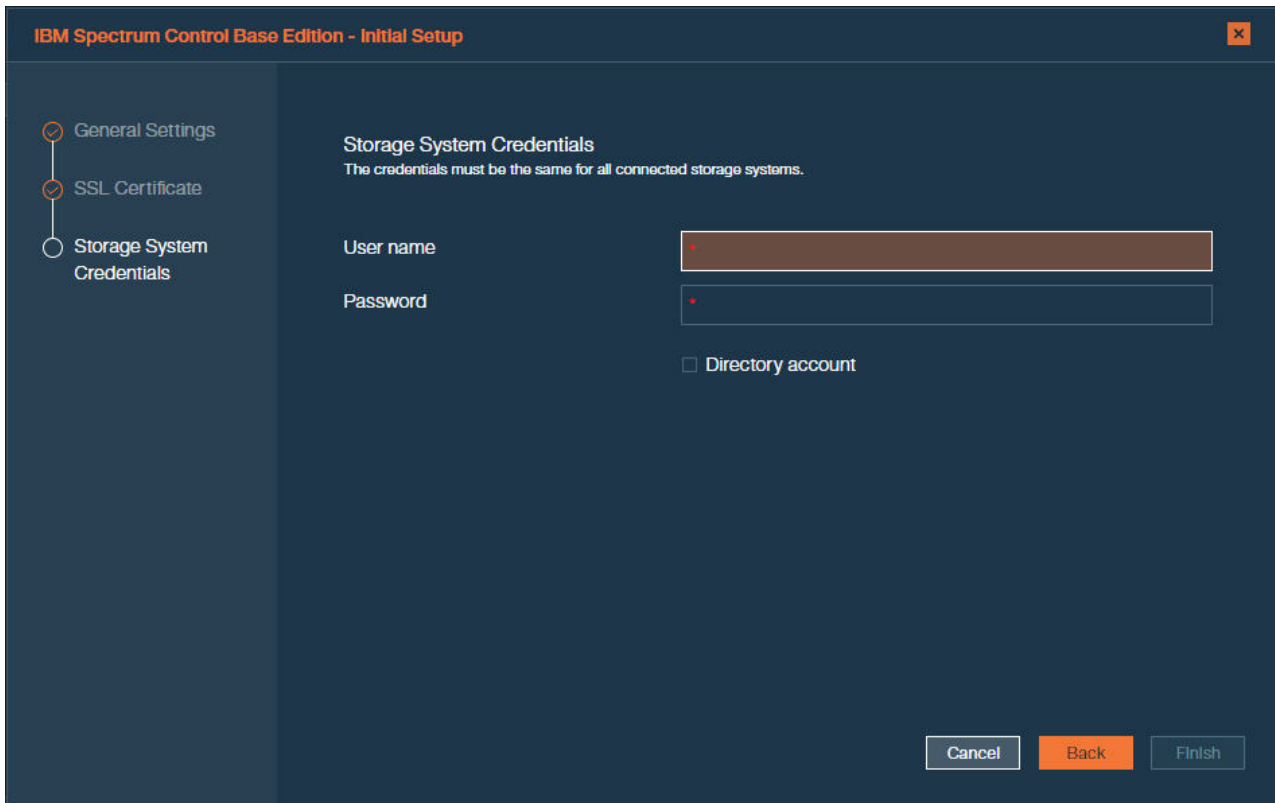 IBM Spectrum Control Base Edition - Initial Setup
General Settings
SSL Certificate
Storage System
Credentials
Storage System Credentials
The credentials must be the same for all connected storage systems.
User name
*
Password
*
Directory account
Cancel
Back
Finish